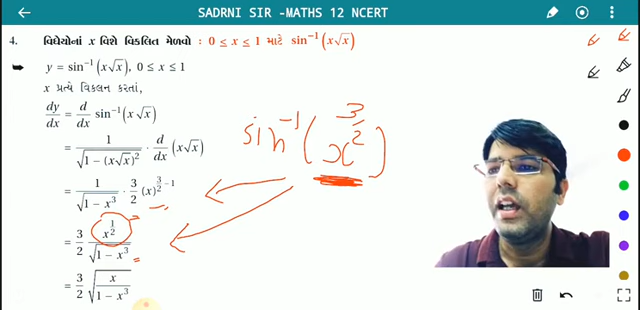 SADRNI SIR -MATHS 12 NCERT
4. વિધેયોનાં x વિશે વિકલિત મેળવો : 0 ≤ x ≤ 1 માટે sin⁻¹(x√x)
➡ y = sin⁻¹(x√x), 0 ≤ x ≤ 1
x પ્રત્યે વિકલન કરતાં,
dy/dx = d/dx sin⁻¹(x√x)
= 1/√(1−(x√x)²) · d/dx (x√x)
= 1/√(1−x³) · 3/2 (x)^(3/2 −1)
= 3/2 x^(1/2)/√(1−x³)
= 3/2 √(x/(1−x³))
sin⁻¹(x^(3/2))